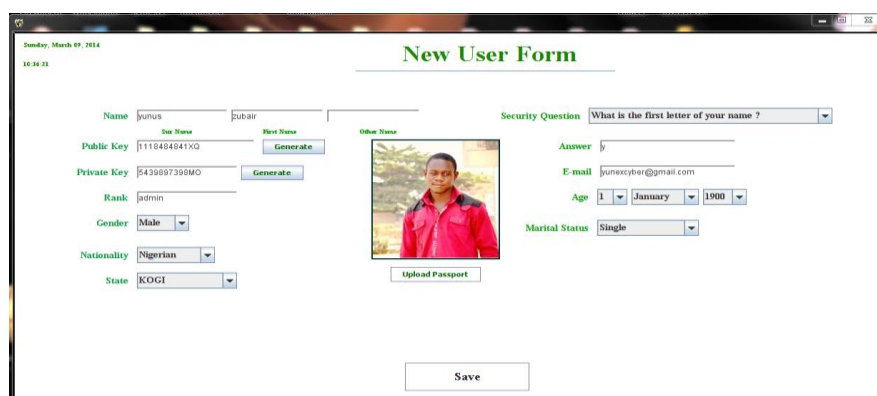 Sunday, March 09, 2014
10:36:21
New User Form
Name yunus zubair
Sur Name First Name Other Name
Public Key 1118484841XQ Generate
Private Key 5439897398MO Generate
Rank admin
Gender Male
Nationality Nigerian
State KOGI
Upload Passport
Security Question What is the first letter of your name ?
Answer y
E-mail yunexcyber@gmail.com
Age 1 January 1900
Marital Status Single
Save